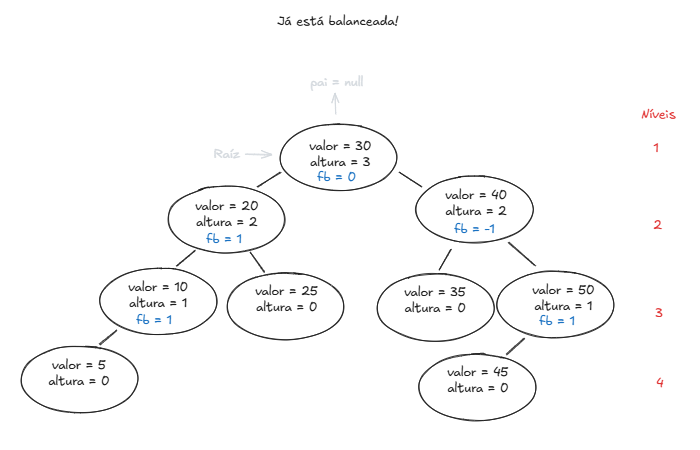 Já está balanceada!
pai = null
Níveis
Raíz
valor = 30
altura = 3
fb = 0
1
valor = 20
altura = 2
fb = 1
valor = 40
altura = 2
fb = -1
2
valor = 10
altura = 1
fb = 1
valor = 25
altura = 0
valor = 35
altura = 0
valor = 50
altura = 1
fb = 1
3
valor = 5
altura = 0
valor = 45
altura = 0
4